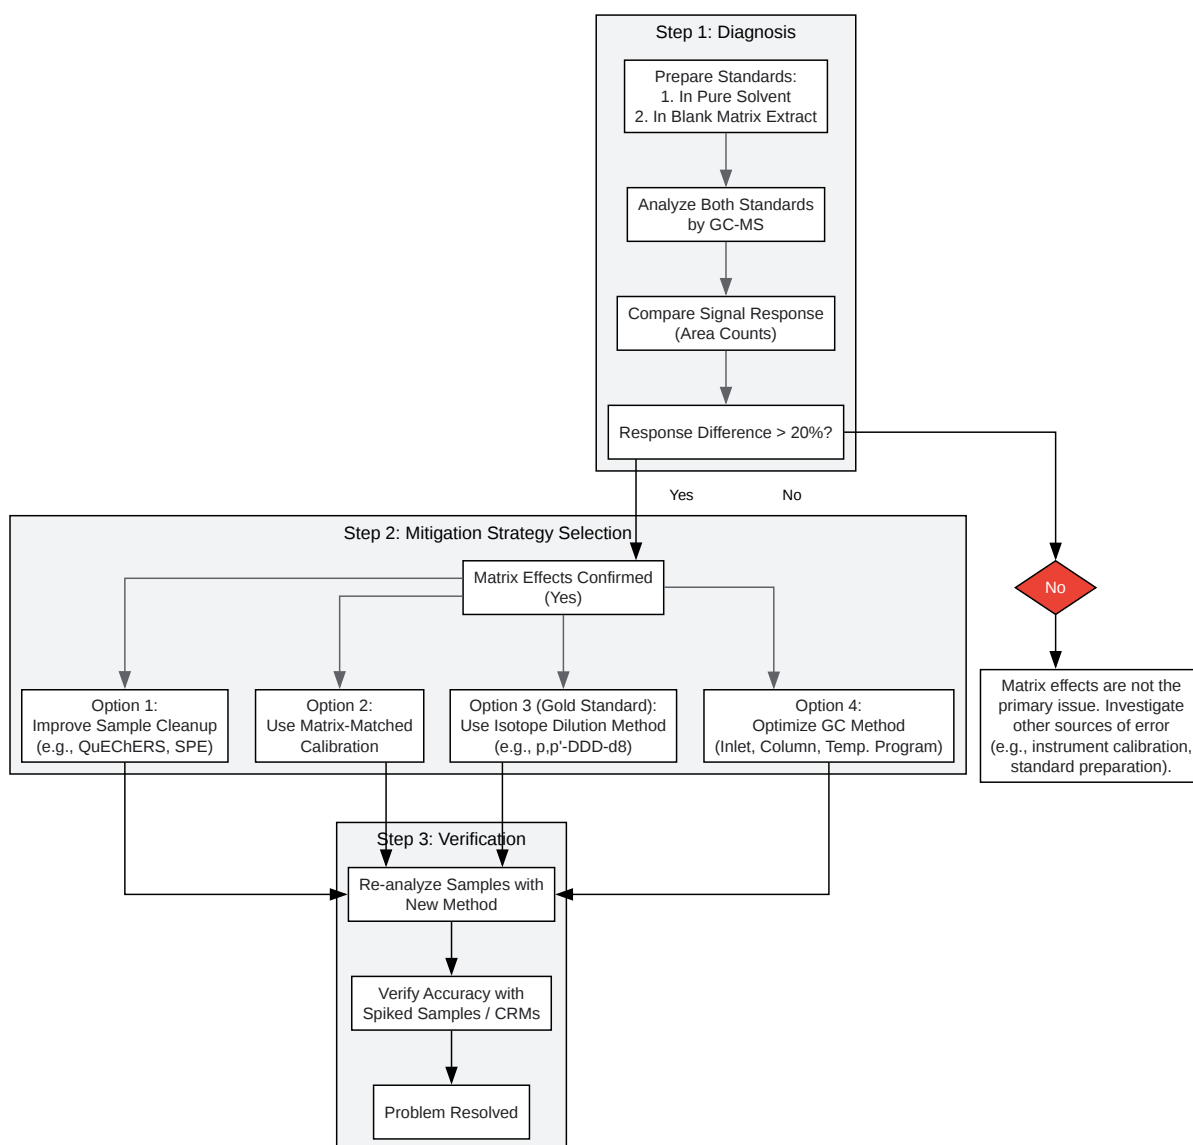 Step 1: Diagnosis
Prepare Standards:
1. In Pure Solvent
2. In Blank Matrix Extract
Analyze Both Standards
by GC-MS
Compare Signal Response
(Area Counts)
Response Difference > 20%?
Yes
No
Step 2: Mitigation Strategy Selection
Matrix Effects Confirmed
(Yes)
No
Option 1:
Improve Sample Cleanup
(e.g., QuEChERS, SPE)
Option 2:
Use Matrix-Matched
Calibration
Option 3 (Gold Standard):
Use Isotope Dilution Method
(e.g., p,p'-DDD-d8)
Option 4:
Optimize GC Method
(Inlet, Column, Temp. Program)
Matrix effects are not the
primary issue. Investigate
other sources of error
(e.g., instrument calibration,
standard preparation).
Step 3: Verification
Re-analyze Samples with
New Method
Verify Accuracy with
Spiked Samples / CRMs
Problem Resolved